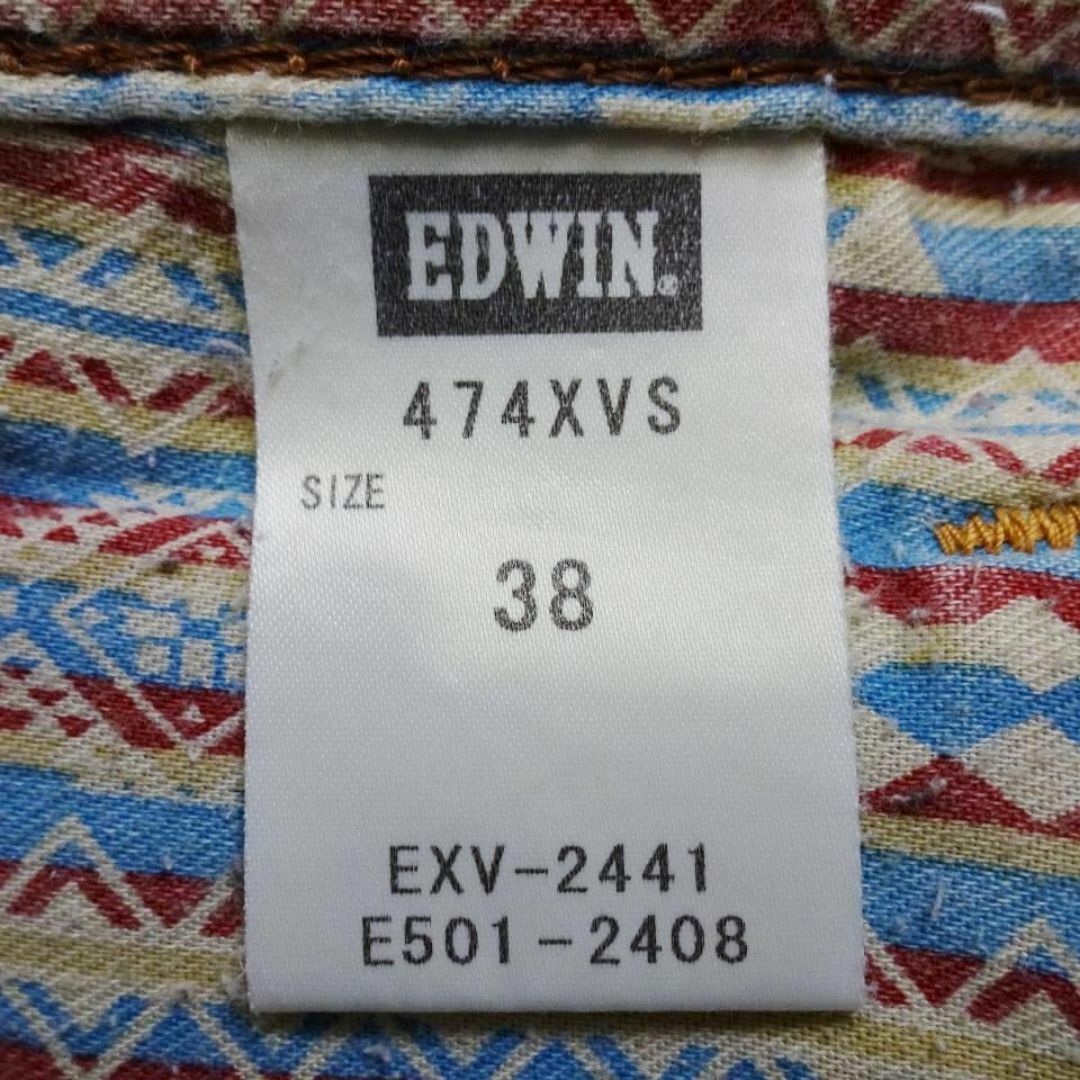 EDWIN®
474XVS
SIZE
38
EXV-2441
E501-2408